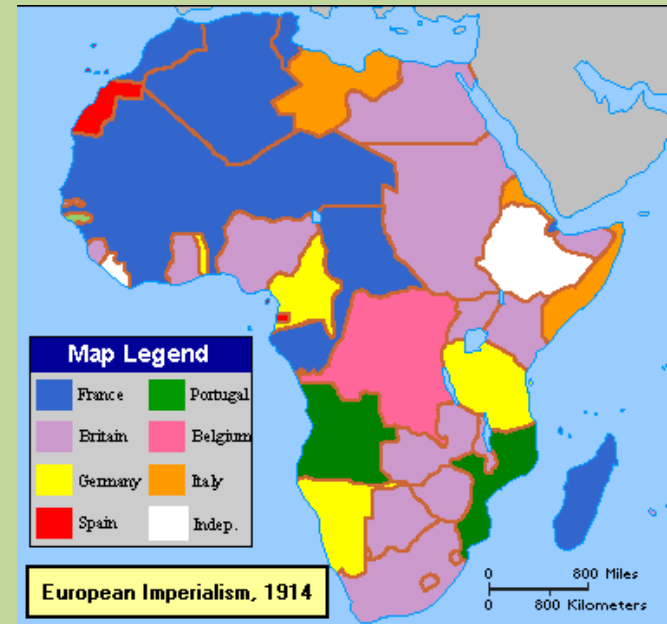 Map Legend
France Portugal
Britain Belgium
Germany Italy
Spain Indep.
European Imperialism, 1914
0 800 Miles
0 800 Kilometers